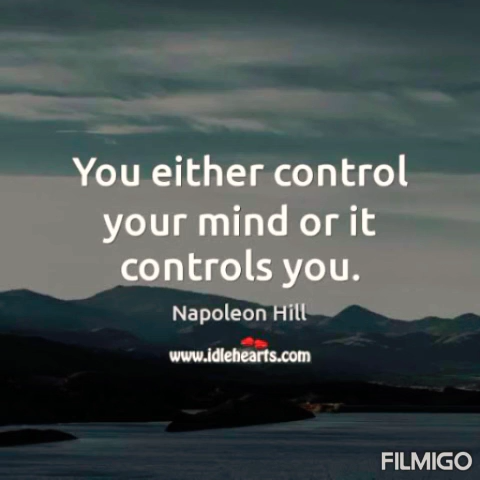 You either control
your mind or it
controls you.
Napoleon Hill
www.idlehearts.com
FILMIGO